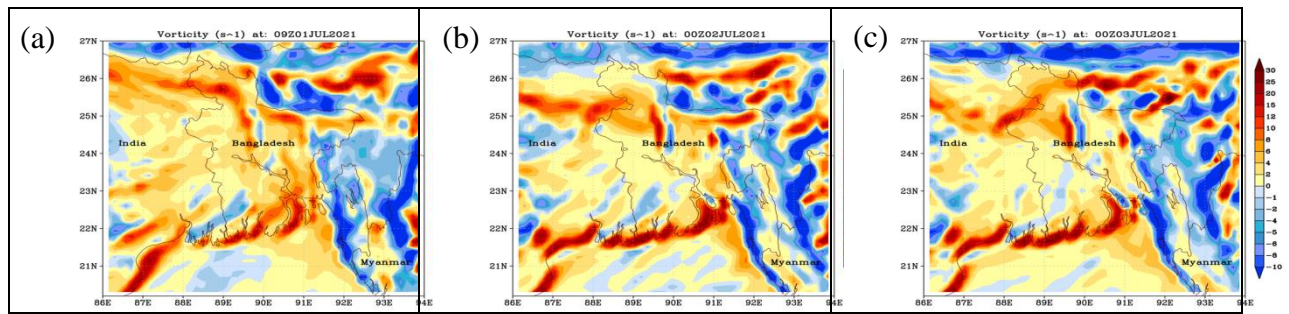 (a)
Vorticity (s^-1) at: 09Z01JUL2021
27N
26N
25N
24N
23N
22N
21N
India
Bangladesh
Myanmar
86E 87E 88E 89E 90E 91E 92E 93E 94E
(b)
Vorticity (s^-1) at: 00Z02JUL2021
27N
26N
25N
24N
23N
22N
21N
India
Bangladesh
Myanmar
86E 87E 88E 89E 90E 91E 92E 93E 94E
(c)
Vorticity (s^-1) at: 00Z03JUL2021
27N
26N
25N
24N
23N
22N
21N
India
Bangladesh
Myanmar
86E 87E 88E 89E 90E 91E 92E 93E 94E
30
25
20
15
12
10
8
6
4
2
0
-1
-2
-4
-5
-6
-8
-10